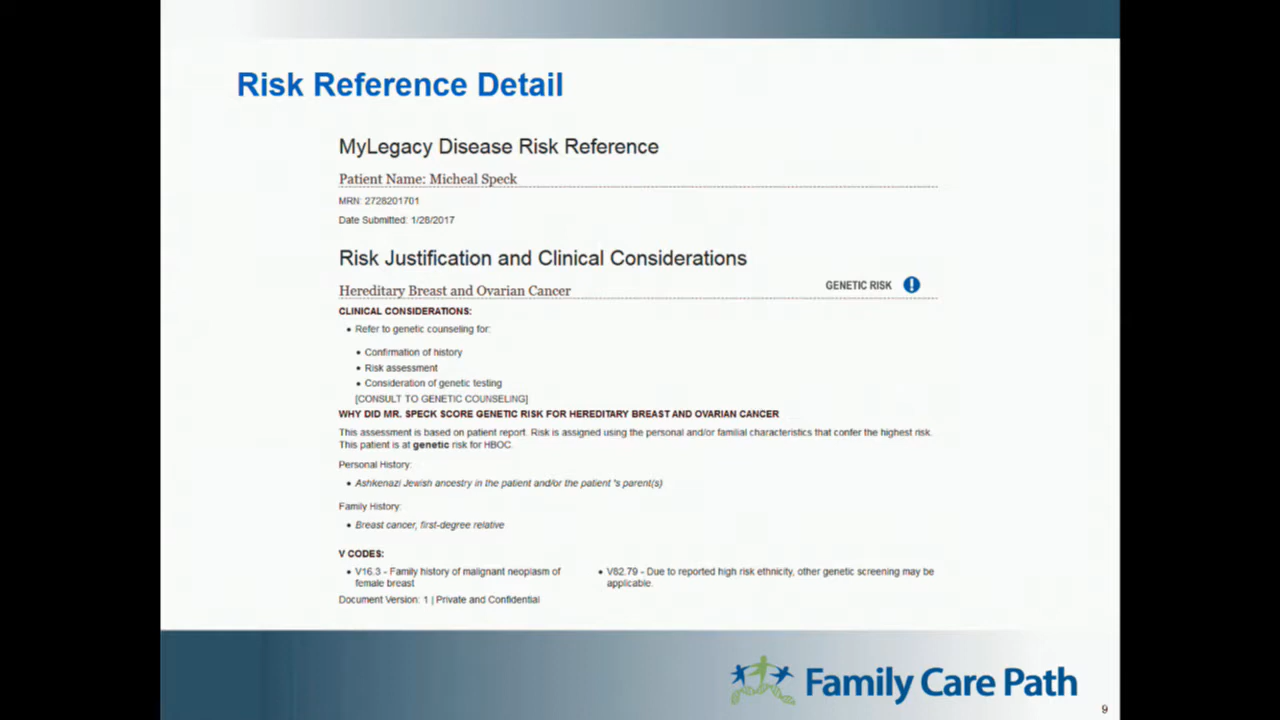 Risk Reference Detail
MyLegacy Disease Risk Reference
Patient Name: Micheal Speck
MRN: 2728201701
Date Submitted: 1/28/2017
Risk Justification and Clinical Considerations
GENETIC RISK
Hereditary Breast and Ovarian Cancer
CLINICAL CONSIDERATIONS:
• Refer to genetic counseling for:
• Confirmation of history
• Risk assessment
• Consideration of genetic testing
[CONSULT TO GENETIC COUNSELING]
WHY DID MR. SPECK SCORE GENETIC RISK FOR HEREDITARY BREAST AND OVARIAN CANCER
This assessment is based on patient report. Risk is assigned using the personal and/or familial characteristics that confer the highest risk.
This patient is at genetic risk for HBOC.
Personal History:
• Ashkenazi Jewish ancestry in the patient and/or the patient 's parent(s)
Family History:
• Breast cancer, first-degree relative
V CODES:
• V16.3 - Family history of malignant neoplasm of
female breast
• V82.79 - Due to reported high risk ethnicity, other genetic screening may be
applicable.
Document Version: 1 | Private and Confidential
Family Care Path
9